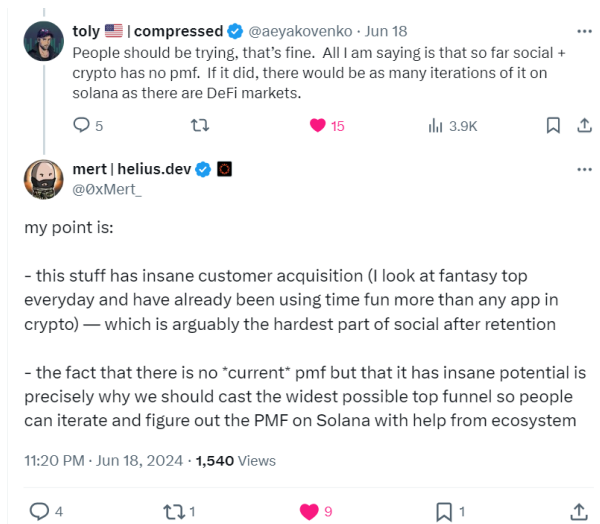 toly 🇺🇸 | compressed @aeyakovenko · Jun 18
People should be trying, that's fine.  All I am saying is that so far social +
crypto has no pmf.  If it did, there would be as many iterations of it on
solana as there are DeFi markets.
5 15 3.9K
mert | helius.dev
@0xMert_
my point is:
- this stuff has insane customer acquisition (I look at fantasy top
everyday and have already been using time fun more than any app in
crypto) — which is arguably the hardest part of social after retention
- the fact that there is no *current* pmf but that it has insane potential is
precisely why we should cast the widest possible top funnel so people
can iterate and figure out the PMF on Solana with help from ecosystem
11:20 PM · Jun 18, 2024 · 1,540 Views
4 1 9 1